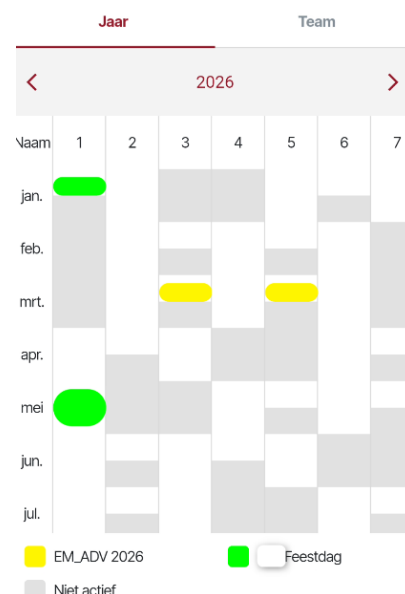 Jaar Team
2026
Naam 1 2 3 4 5 6 7
jan.
feb.
mrt.
apr.
mei
jun.
jul.
EM_ADV 2026 Feestdag
Niet actief